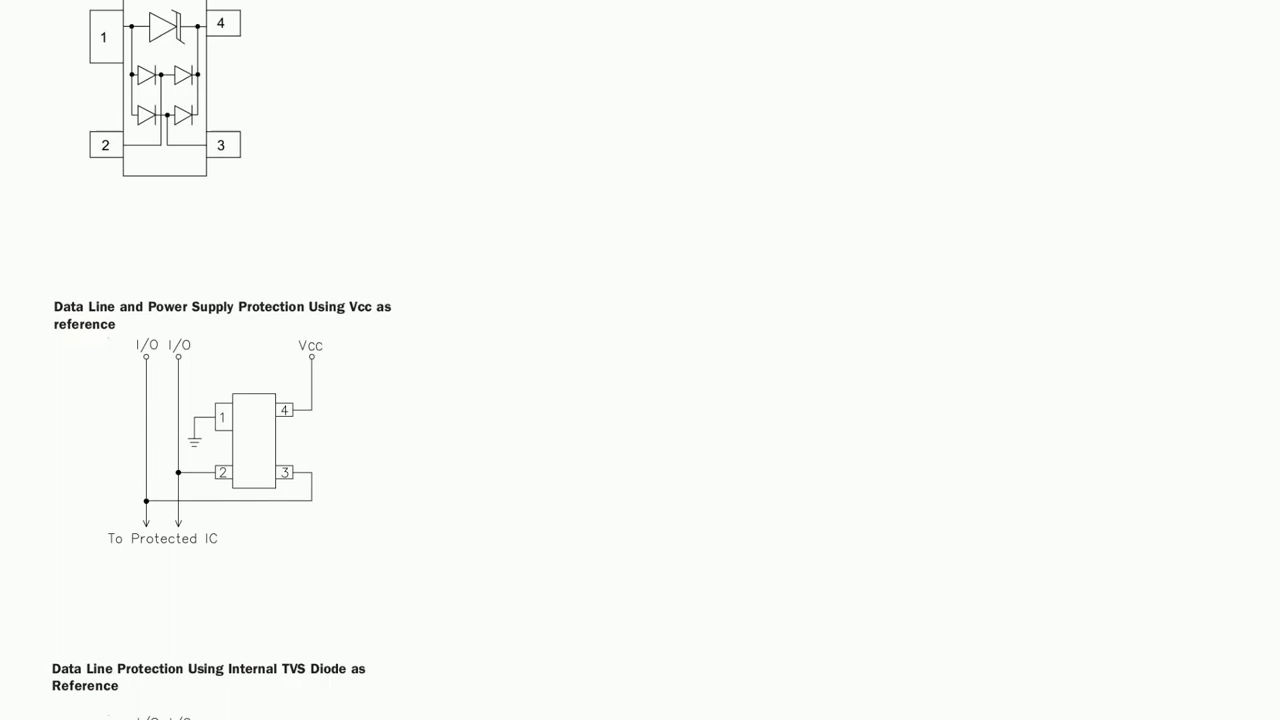 1
4
2
3
Data Line and Power Supply Protection Using Vcc as
reference
I/O I/O
Vcc
1
4
2
3
To Protected IC
Data Line Protection Using Internal TVS Diode as
Reference